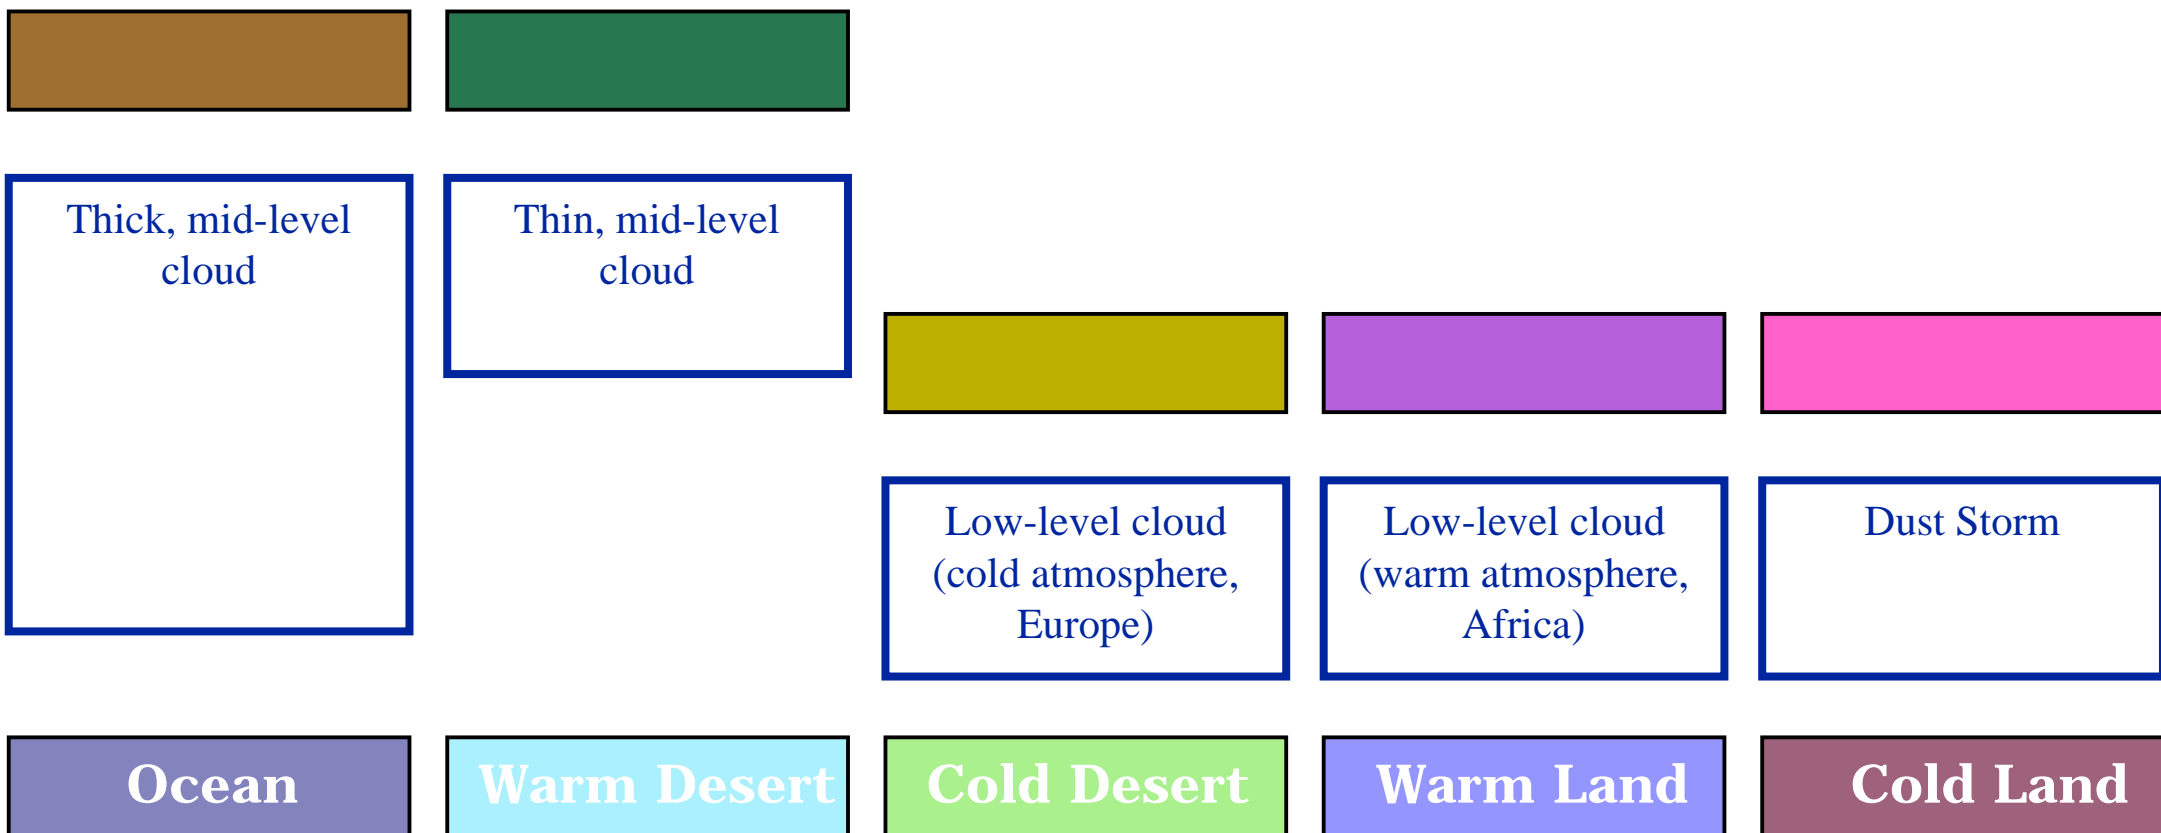 Thick, mid-level
cloud
Thin, mid-level
cloud
Low-level cloud
(cold atmosphere,
Europe)
Low-level cloud
(warm atmosphere,
Africa)
Dust Storm
Ocean
Warm Desert
Cold Desert
Warm Land
Cold Land